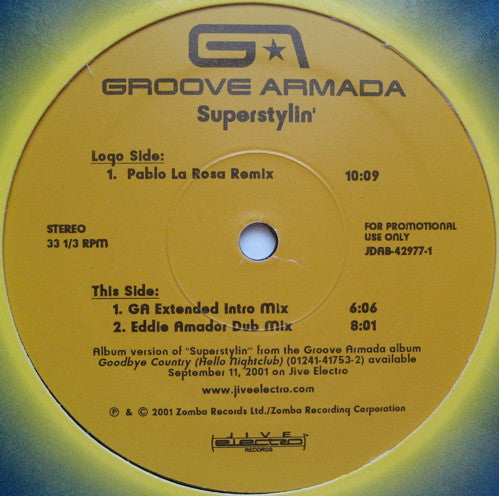 GA
GROOVE ARMADA
Superstylin'
Logo Side:
1. Pablo La Rosa Remix 10:09
STEREO
33 1/3 RPM
FOR PROMOTIONAL
USE ONLY
JDAB-42977-1
This Side:
1. GA Extended Intro Mix 6:06
2. Eddie Amador Dub Mix 8:01
Album version of "Superstylin" from the Groove Armada album
Goodbye Country (Hello Nightclub) (01241-41753-2) available
September 11, 2001 on Jive Electro
www.jiveelectro.com
℗ & © 2001 Zomba Records Ltd./Zomba Recording Corporation
JIVE
electro
RECORDS